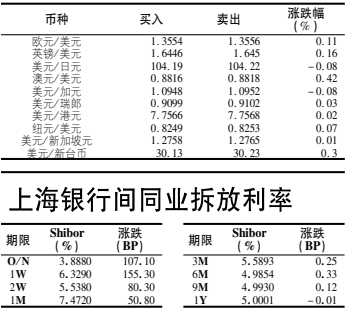 币种 买入 卖出 涨跌幅(%)
欧元/美元 1.3554 1.3556 0.11
英镑/美元 1.6446 1.645 0.16
美元/日元 104.19 104.22 -0.08
澳元/美元 0.8816 0.8818 0.42
美元/加元 1.0948 1.0952 -0.08
美元/瑞郎 0.9099 0.9102 0.03
美元/港元 7.7566 7.7568 0.02
纽元/美元 0.8249 0.8253 0.07
美元/新加坡元 1.2758 1.2765 0.01
美元/新台币 30.13 30.23 0.3
上海银行间同业拆放利率
期限 Shibor(%) 涨跌(BP) 期限 Shibor(%) 涨跌(BP)
O/N 3.8880 107.10 3M 5.5893 0.25
1W 6.3290 155.30 6M 4.9854 0.33
2W 5.5380 80.30 9M 4.9930 0.12
1M 7.4720 50.80 1Y 5.0001 -0.01